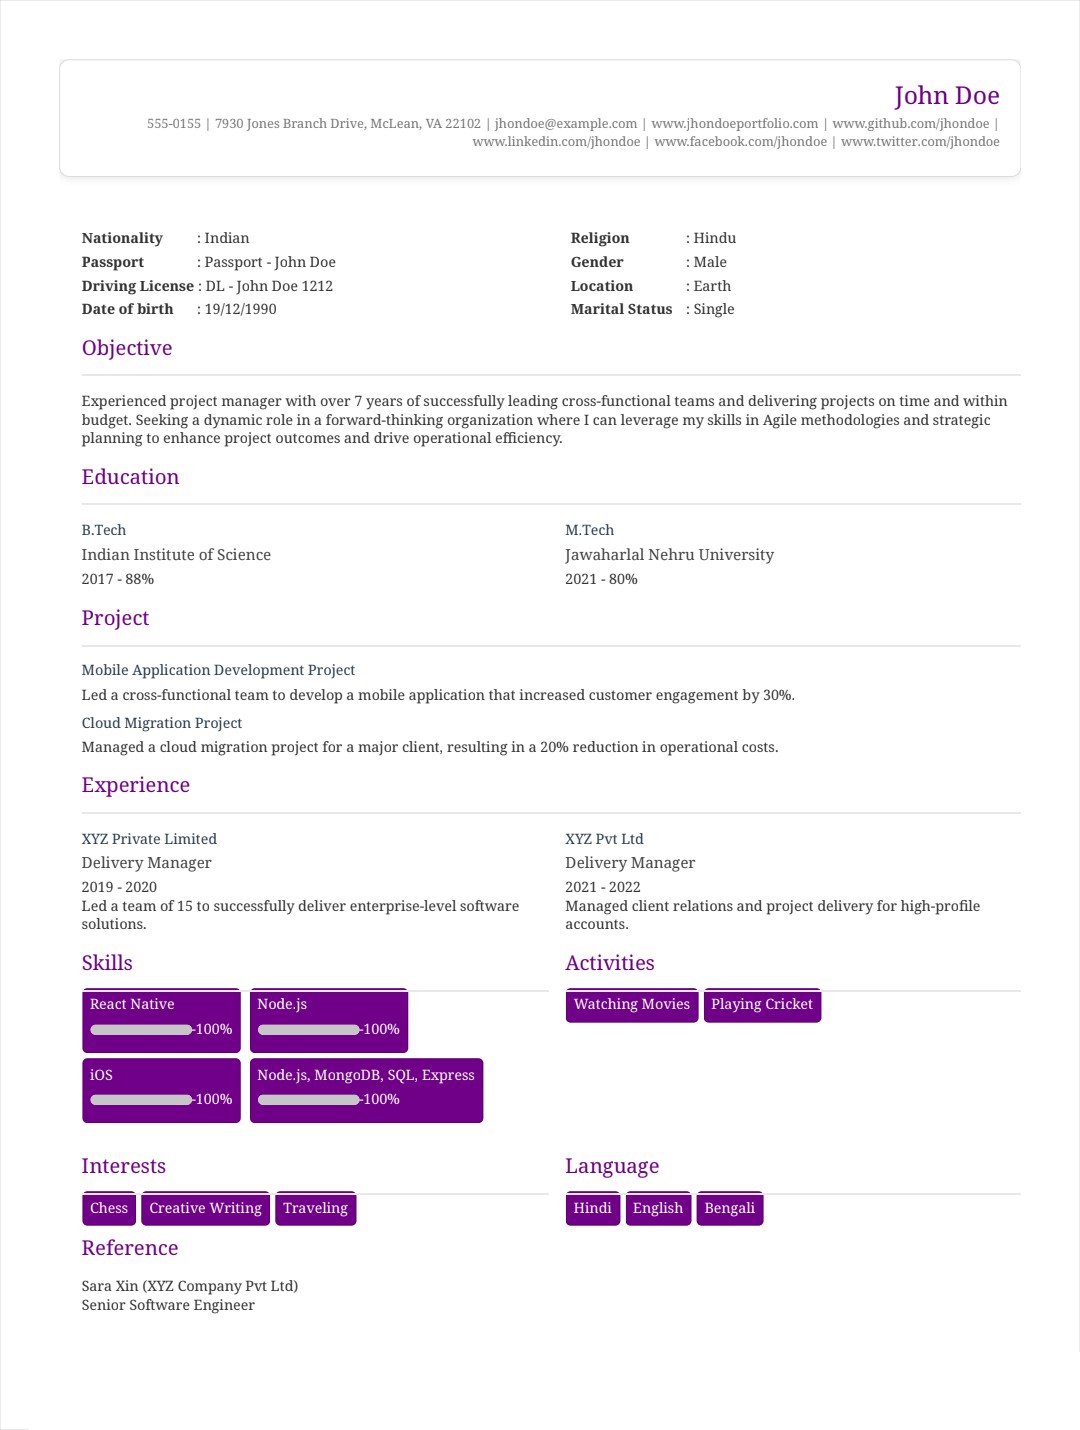 John Doe
555-0155 | 7930 Jones Branch Drive, McLean, VA 22102 | jhondoe@example.com | www.jhondoeportfolio.com | www.github.com/jhondoe |
www.linkedin.com/jhondoe | www.facebook.com/jhondoe | www.twitter.com/jhondoe
Nationality : Indian
Passport : Passport - John Doe
Driving License : DL - John Doe 1212
Date of birth : 19/12/1990
Religion : Hindu
Gender : Male
Location : Earth
Marital Status : Single
Objective
Experienced project manager with over 7 years of successfully leading cross-functional teams and delivering projects on time and within
budget. Seeking a dynamic role in a forward-thinking organization where I can leverage my skills in Agile methodologies and strategic
planning to enhance project outcomes and drive operational efficiency.
Education
B.Tech
Indian Institute of Science
2017 - 88%
M.Tech
Jawaharlal Nehru University
2021 - 80%
Project
Mobile Application Development Project
Led a cross-functional team to develop a mobile application that increased customer engagement by 30%.
Cloud Migration Project
Managed a cloud migration project for a major client, resulting in a 20% reduction in operational costs.
Experience
XYZ Private Limited
Delivery Manager
2019 - 2020
Led a team of 15 to successfully deliver enterprise-level software
solutions.
XYZ Pvt Ltd
Delivery Manager
2021 - 2022
Managed client relations and project delivery for high-profile
accounts.
Skills
React Native
-100%
Node.js
-100%
iOS
-100%
Node.js, MongoDB, SQL, Express
-100%
Activities
Watching Movies
Playing Cricket
Interests
Chess
Creative Writing
Traveling
Language
Hindi
English
Bengali
Reference
Sara Xin (XYZ Company Pvt Ltd)
Senior Software Engineer